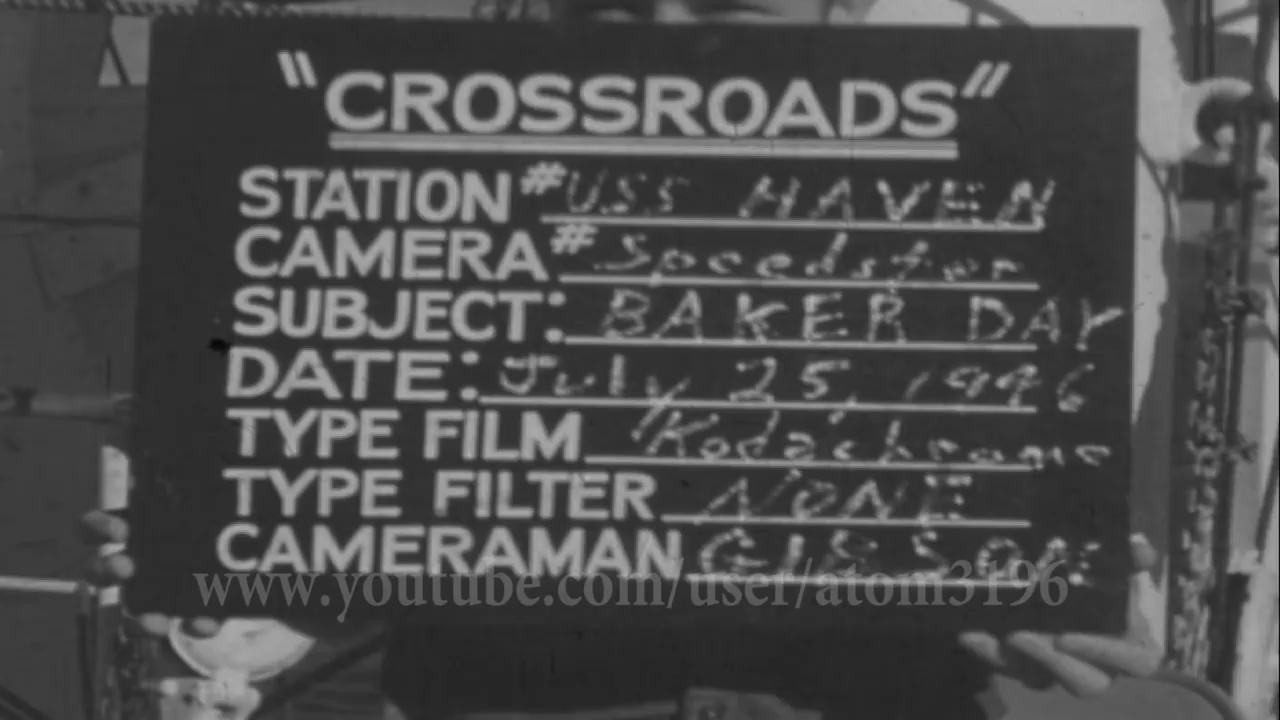 "CROSSROADS"
STATION # USS HAVEN
CAMERA # Speedster
SUBJECT: BAKER DAY
DATE: July 25, 1946
TYPE FILM Kodachrome
TYPE FILTER NONE
CAMERAMAN GIBSON
www.youtube.com/user/atom3196